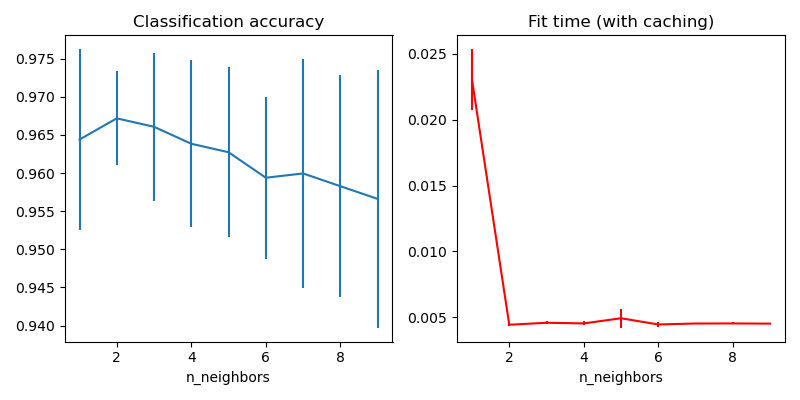 Classification accuracy
0.975
0.970
0.965
0.960
0.955
0.950
0.945
0.940
2 4 6 8
n_neighbors
Fit time (with caching)
0.025
0.020
0.015
0.010
0.005
2 4 6 8
n_neighbors